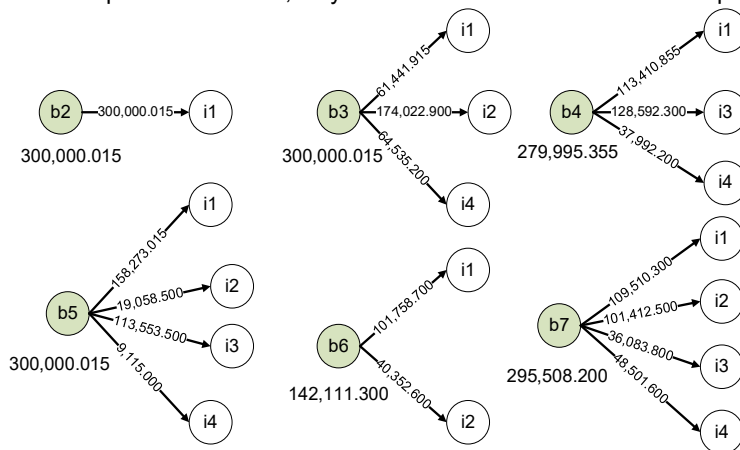 b2
300,000.015
i1
300,000.015
b3
61,441.915
i1
174,022.900
i2
64,535.200
i4
300,000.015
b4
113,410.855
i1
128,592.300
i3
37,992.200
i4
279,995.355
b5
158,273.015
i1
19,058.500
i2
113,553.500
i3
9,115.000
i4
300,000.015
b6
101,758.700
i1
40,352.600
i2
142,111.300
b7
109,510.300
i1
101,412.500
i2
36,083.800
i3
48,501.600
i4
295,508.200